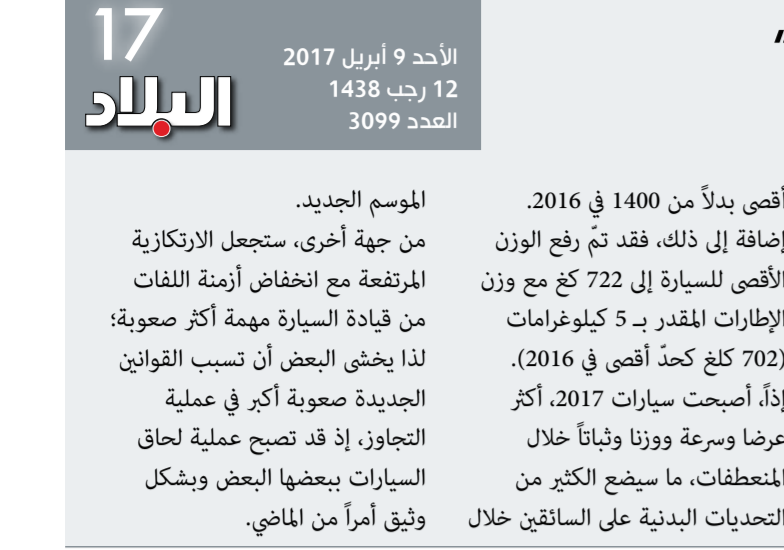 17
البلاد
الأحد 9 أبريل 2017
12 رجب 1438
العدد 3099
أقصى بدلاً من 1400 في 2016.
إضافة إلى ذلك، فقد تمّ رفع الوزن
الأقصى للسيارة إلى 722 كغ مع وزن
الإطارات المقدر بـ 5 كيلوغرامات
(702 كلغ كحدّ أقصى في 2016).
إذاً، أصبحت سيارات 2017، أكثر
عرضا وسرعة ووزنا وثباتاً خلال
المنعطفات، ما سيضع الكثير من
التحديات البدنية على السائقين خلال
الموسم الجديد.
من جهة أخرى، ستجعل الارتكازية
المرتفعة مع انخفاض أزمنة اللفات
من قيادة السيارة مهمة أكثر صعوبة؛
لذا يخشى البعض أن تسبب القوانين
الجديدة صعوبة أكبر في عملية
التجاوز، إذ قد تصبح عملية لحاق
السيارات ببعضها البعض وبشكل
وثيق أمراً من الماضي.